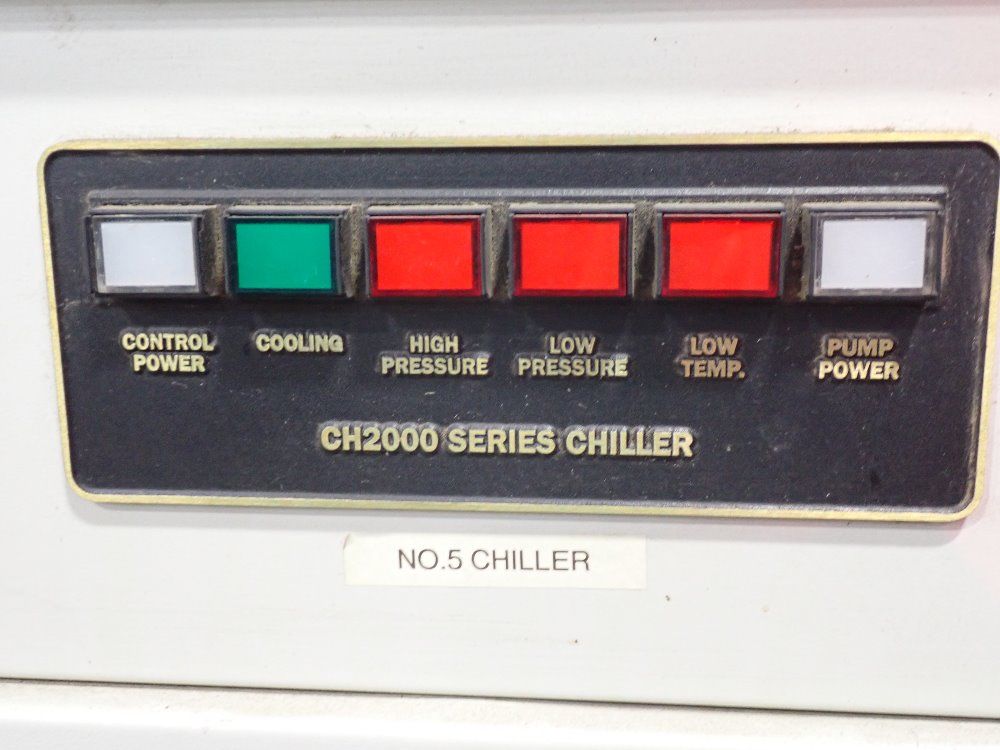 CONTROL POWER
COOLING
HIGH PRESSURE
LOW PRESSURE
LOW TEMP.
PUMP POWER
CH2000 SERIES CHILLER
NO.5 CHILLER